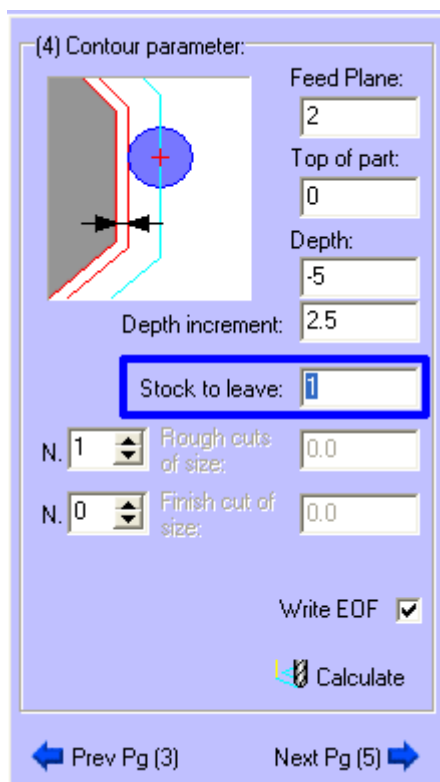 (4) Contour parameter:
Feed Plane:
2
Top of part:
0
Depth:
-5
Depth increment: 2.5
Stock to leave: 1
N. 1 Rough cuts of size: 0.0
N. 0 Finish cut of size: 0.0
Write EOF
Calculate
Prev Pg (3) Next Pg (5)